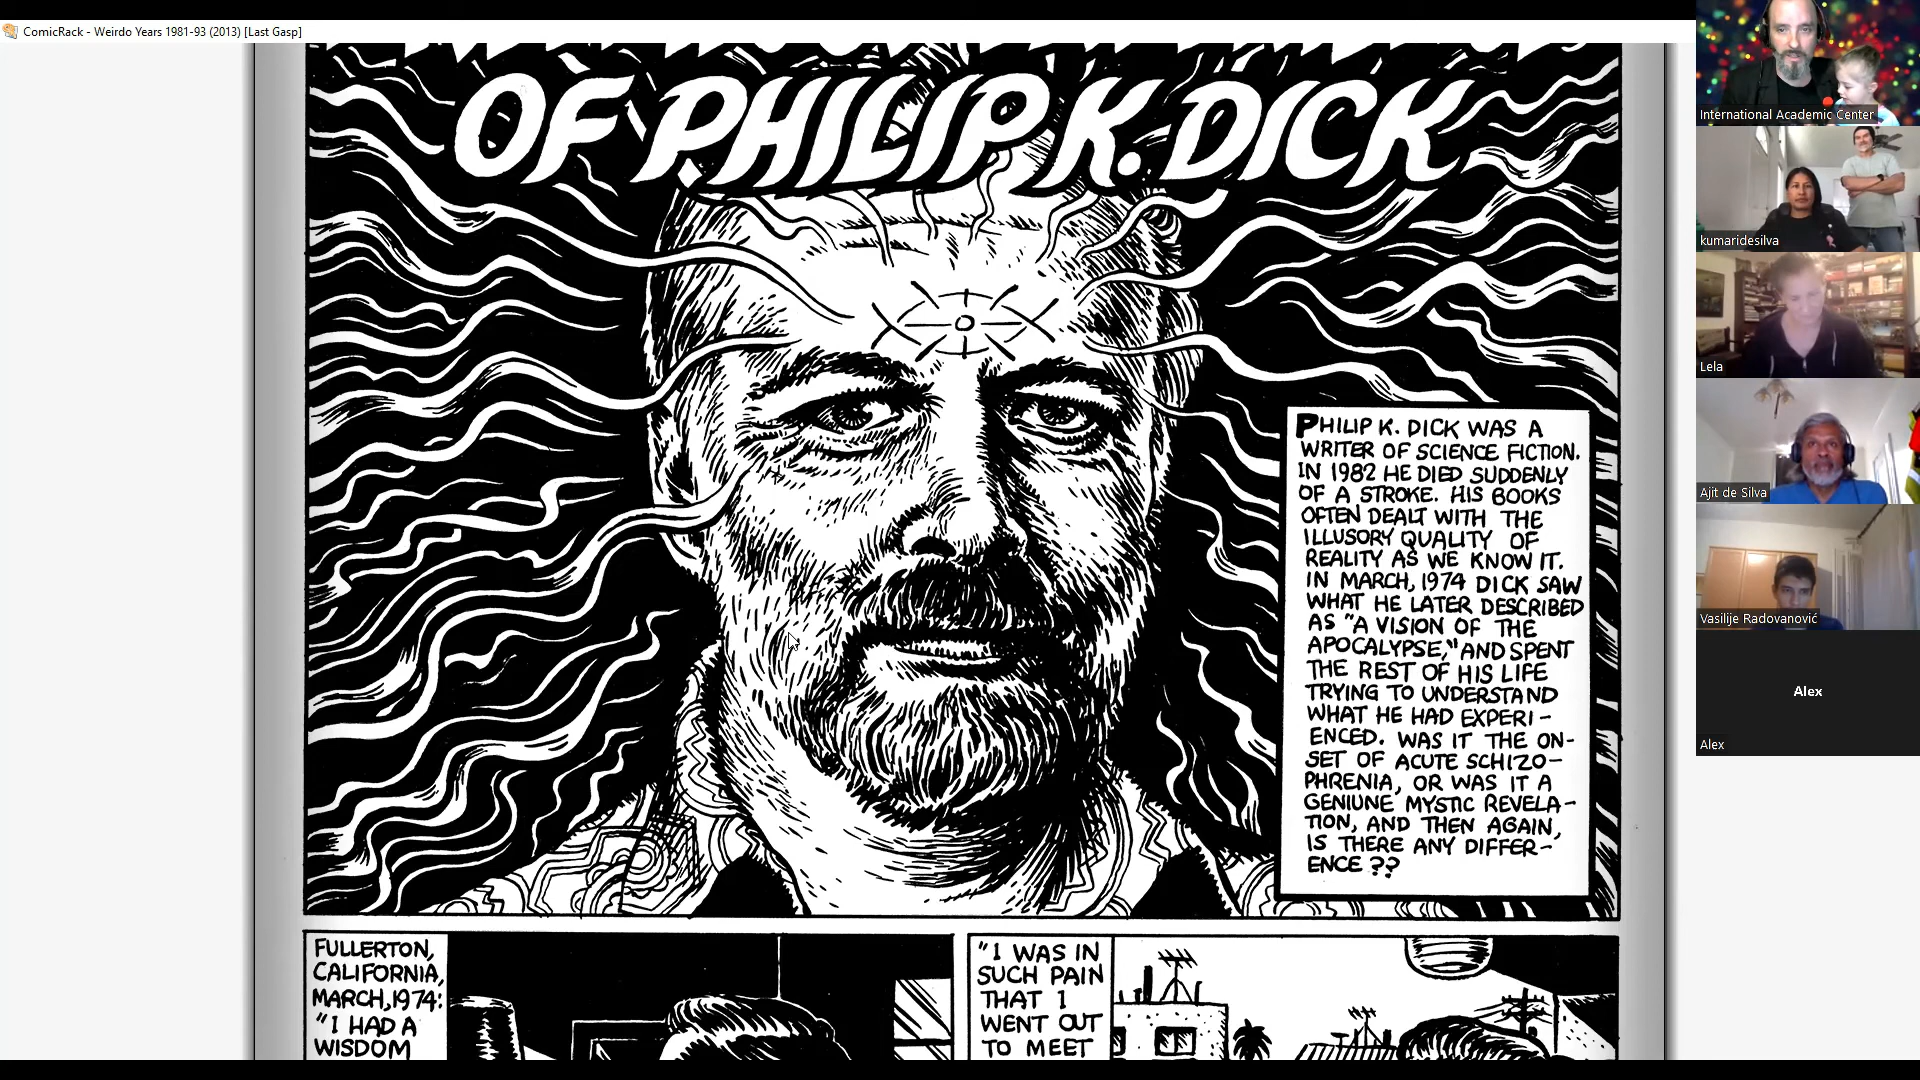 ComicRack - Weirdo Years 1981-93 (2013) [Last Gasp]
OF PHILIP K. DICK
PHILIP K. DICK WAS A
WRITER OF SCIENCE FICTION.
IN 1982 HE DIED SUDDENLY
OF A STROKE. HIS BOOKS
OFTEN DEALT WITH THE
ILLUSORY QUALITY OF
REALITY AS WE KNOW IT.
IN MARCH, 1974 DICK SAW
WHAT HE LATER DESCRIBED
AS "A VISION OF THE
APOCALYPSE," AND SPENT
THE REST OF HIS LIFE
TRYING TO UNDERSTAND
WHAT HE HAD EXPERI-
ENCED. WAS IT THE ON-
SET OF ACUTE SCHIZO-
PHRENIA, OR WAS IT A
GENIUNE MYSTIC REVELA-
TION, AND THEN AGAIN,
IS THERE ANY DIFFER-
ENCE ??
FULLERTON,
CALIFORNIA,
MARCH, 1974:
"I HAD A
WISDOM
"I WAS IN
SUCH PAIN
THAT I
WENT OUT
TO MEET
International Academic Center
kumaridesilva
Lela
Ajit de Silva
Vasilije Radovanović
Alex
Alex